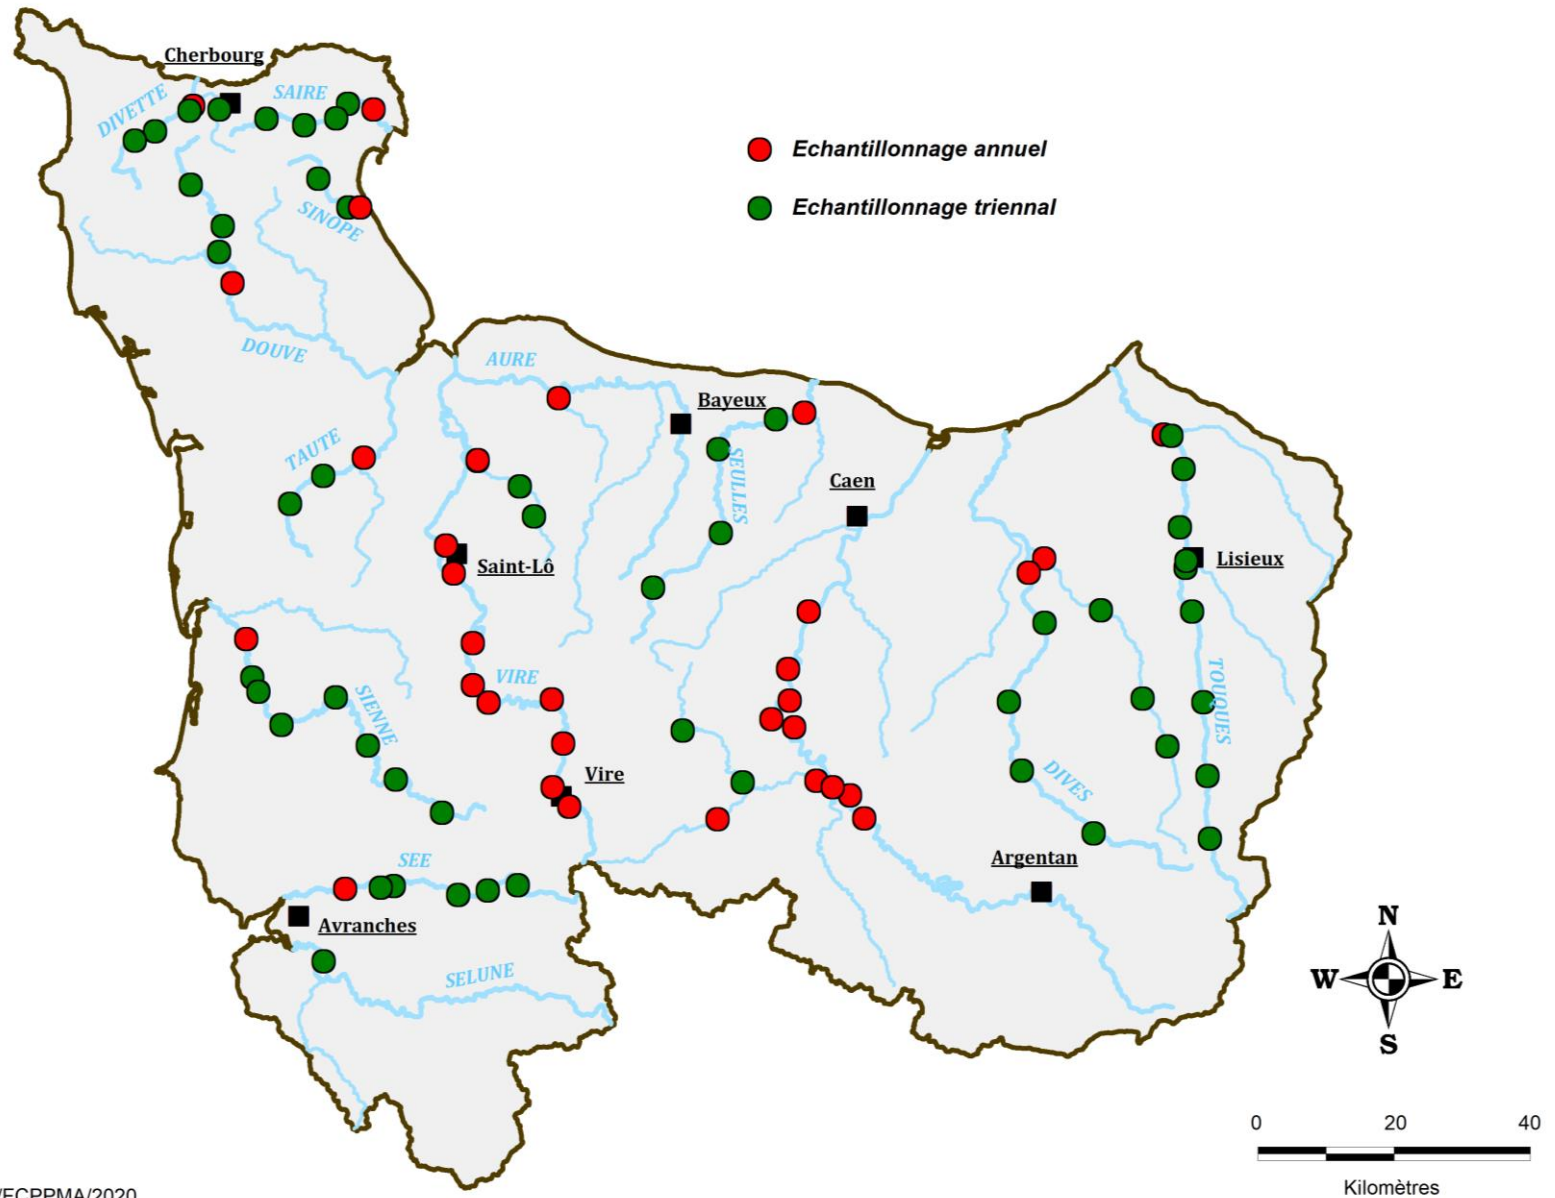 Cherbourg
DIVETTE
SAIRE
Echantillonnage annuel
Echantillonnage triennal
SINOPE
DOUVE
AURE
Bayeux
TAUTE
SEULLES
Caen
Saint-Lô
Lisieux
VIRE
SIENNE
TOUQUES
Vire
DIVES
SEE
Argentan
Avranches
SELUNE
N
W E
S
0 20 40
Kilomètres
/FCPPMA/2020